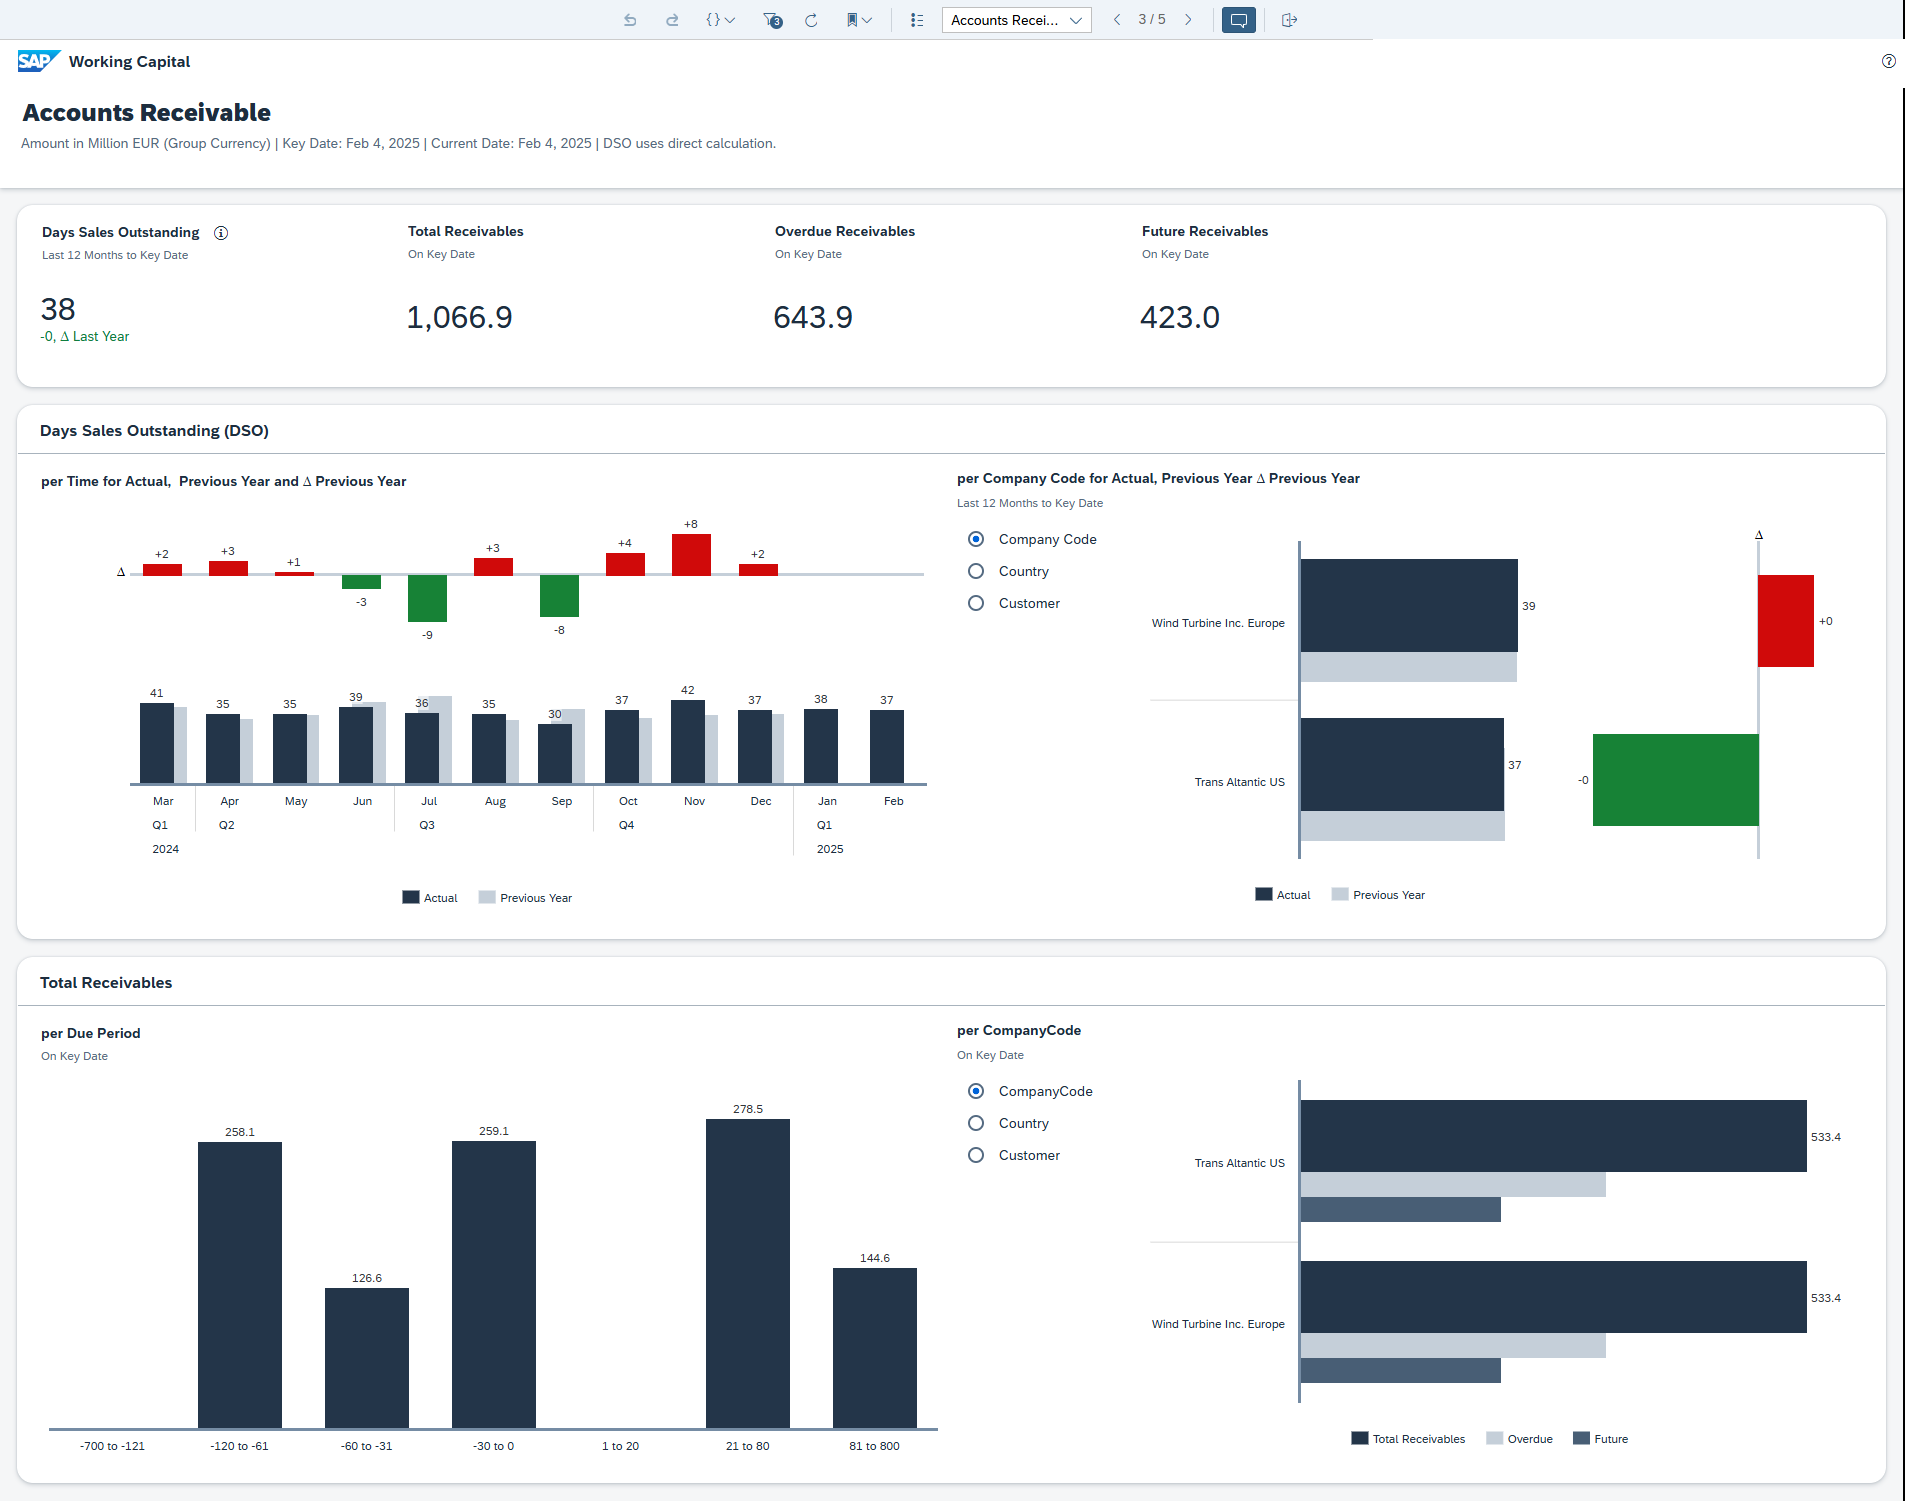 3
Accounts Recei...
3 / 5
SAP Working Capital
Accounts Receivable
Amount in Million EUR (Group Currency) | Key Date: Feb 4, 2025 | Current Date: Feb 4, 2025 | DSO uses direct calculation.
Days Sales Outstanding
Last 12 Months to Key Date
38
-0, Δ Last Year
Total Receivables
On Key Date
1,066.9
Overdue Receivables
On Key Date
643.9
Future Receivables
On Key Date
423.0
Days Sales Outstanding (DSO)
per Time for Actual, Previous Year and Δ Previous Year
Δ
+2
+3
+1
-3
-9
+3
-8
+4
+8
+2
41
35
35
39
36
35
30
37
42
37
38
37
Mar
Apr
May
Jun
Jul
Aug
Sep
Oct
Nov
Dec
Jan
Feb
Q1
Q2
Q3
Q4
Q1
2024
2025
Actual
Previous Year
per Company Code for Actual, Previous Year Δ Previous Year
Last 12 Months to Key Date
Company Code
Country
Customer
Δ
Wind Turbine Inc. Europe
39
+0
Trans Altantic US
37
-0
Actual
Previous Year
Total Receivables
per Due Period
On Key Date
258.1
126.6
259.1
278.5
144.6
-700 to -121
-120 to -61
-60 to -31
-30 to 0
1 to 20
21 to 80
81 to 800
per CompanyCode
On Key Date
CompanyCode
Country
Customer
Trans Altantic US
533.4
Wind Turbine Inc. Europe
533.4
Total Receivables
Overdue
Future